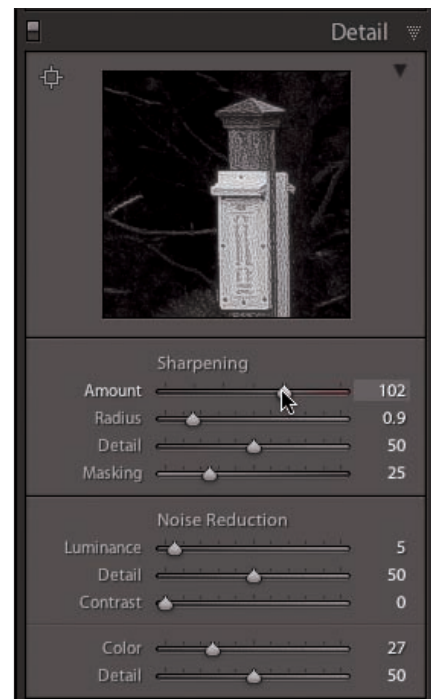 Detail
Sharpening
Amount 102
Radius 0.9
Detail 50
Masking 25
Noise Reduction
Luminance 5
Detail 50
Contrast 0
Color 27
Detail 50